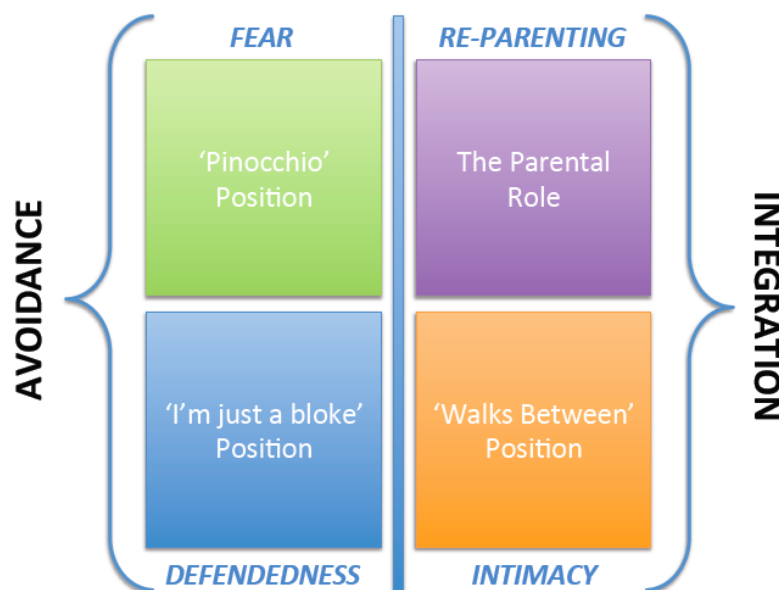 FEAR
RE-PARENTING
‘Pinocchio’
Position
The Parental
Role
AVOIDANCE
INTEGRATION
‘I’m just a bloke’
Position
‘Walks Between’
Position
DEFENDEDNESS
INTIMACY